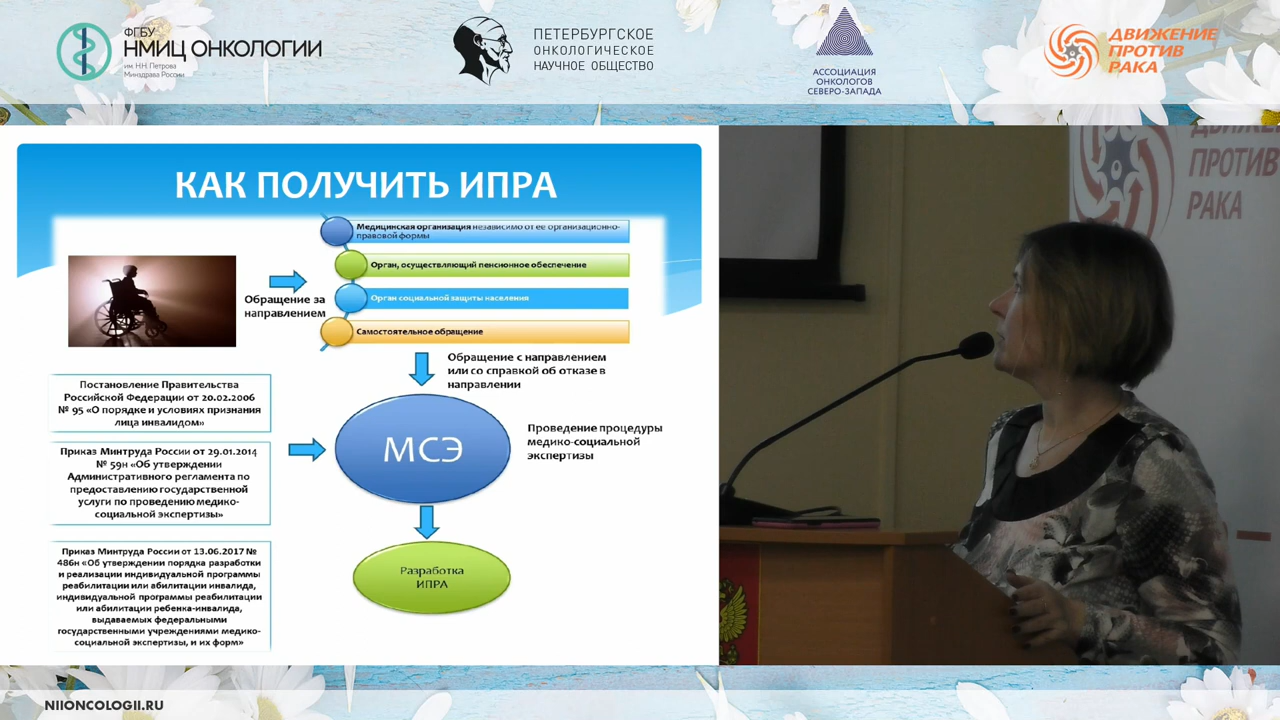 ФГБУ
НМИЦ ОНКОЛОГИИ
им. Н.Н. Петрова
Минздрава России
ПЕТЕРБУРГСКОЕ
ОНКОЛОГИЧЕСКОЕ
НАУЧНОЕ ОБЩЕСТВО
АССОЦИАЦИЯ
ОНКОЛОГОВ
СЕВЕРО-ЗАПАДА
ДВИЖЕНИЕ
ПРОТИВ
РАКА
КАК ПОЛУЧИТЬ ИПРА
Медицинская организация независимо от ее организационно-
правовой формы
Орган, осуществляющий пенсионное обеспечение
Орган социальной защиты населения
Самостоятельное обращение
Обращение за
направлением
Обращение с направлением
или со справкой об отказе в
направлении
Постановление Правительства
Российской Федерации от 20.02.2006
№ 95 «О порядке и условиях признания
лица инвалидом»
Приказ Минтруда России от 29.01.2014
№ 59н «Об утверждении
Административного регламента по
предоставлению государственной
услуги по проведению медико-
социальной экспертизы»
МСЭ
Проведение процедуры
медико-социальной
экспертизы
Приказ Минтруда России от 13.06.2017 №
486н «Об утверждении порядка разработки
и реализации индивидуальной программы
реабилитации или абилитации инвалида,
индивидуальной программы реабилитации
или абилитации ребенка-инвалида,
выдаваемых федеральными
государственными учреждениями медико-
социальной экспертизы, и их форм»
Разработка
ИПРА
ДВИЖЕНИЕ
ПРОТИВ
РАКА
NIIONCOLOGII.RU